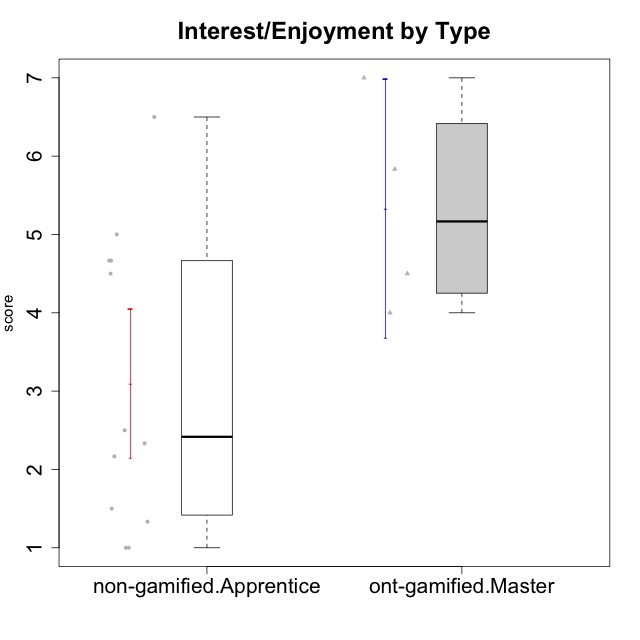 Interest/Enjoyment by Type
score
7
6
5
4
3
2
1
non-gamified.Apprentice
ont-gamified.Master